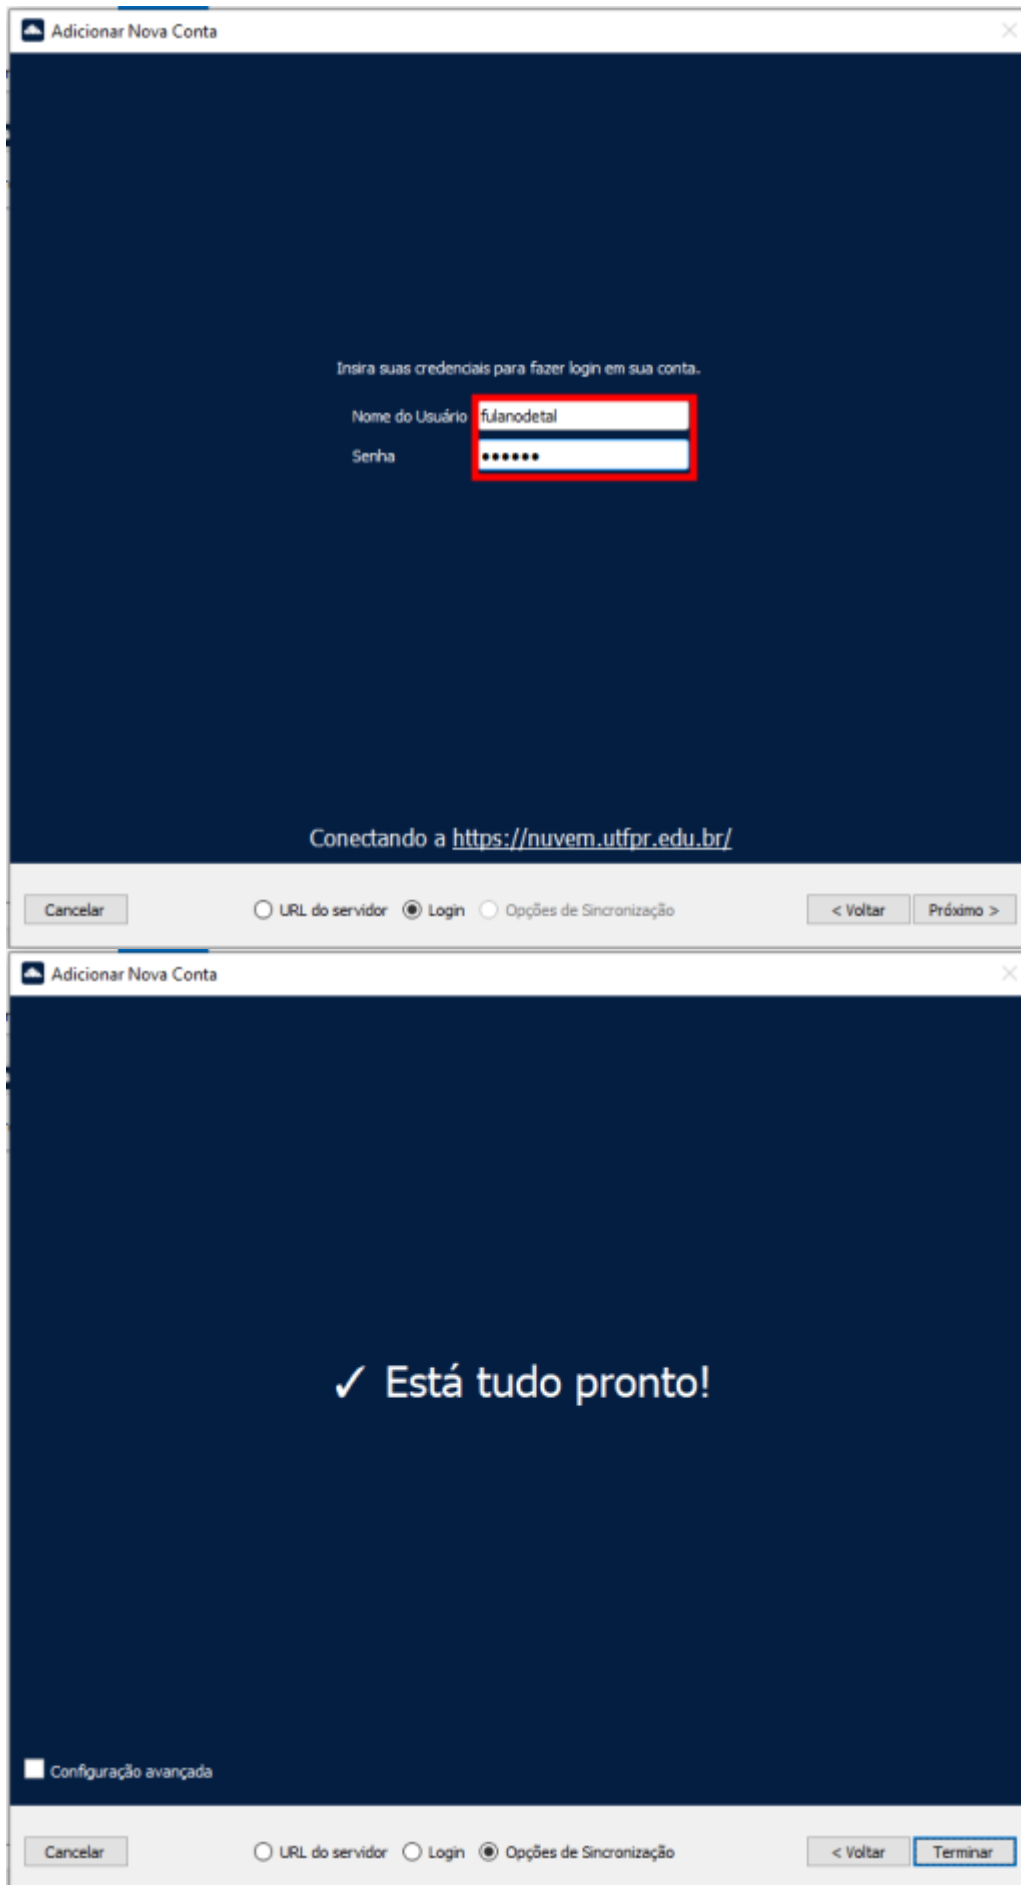 Adicionar Nova Conta
Insira suas credenciais para fazer login em sua conta.
Nome do Usuário fulanodetal
Senha ••••••
Conectando a https://nuvem.utfpr.edu.br/
Cancelar URL do servidor Login Opções de Sincronização < Voltar Próximo >
Adicionar Nova Conta
✓ Está tudo pronto!
Configuração avançada
Cancelar URL do servidor Login Opções de Sincronização < Voltar Terminar